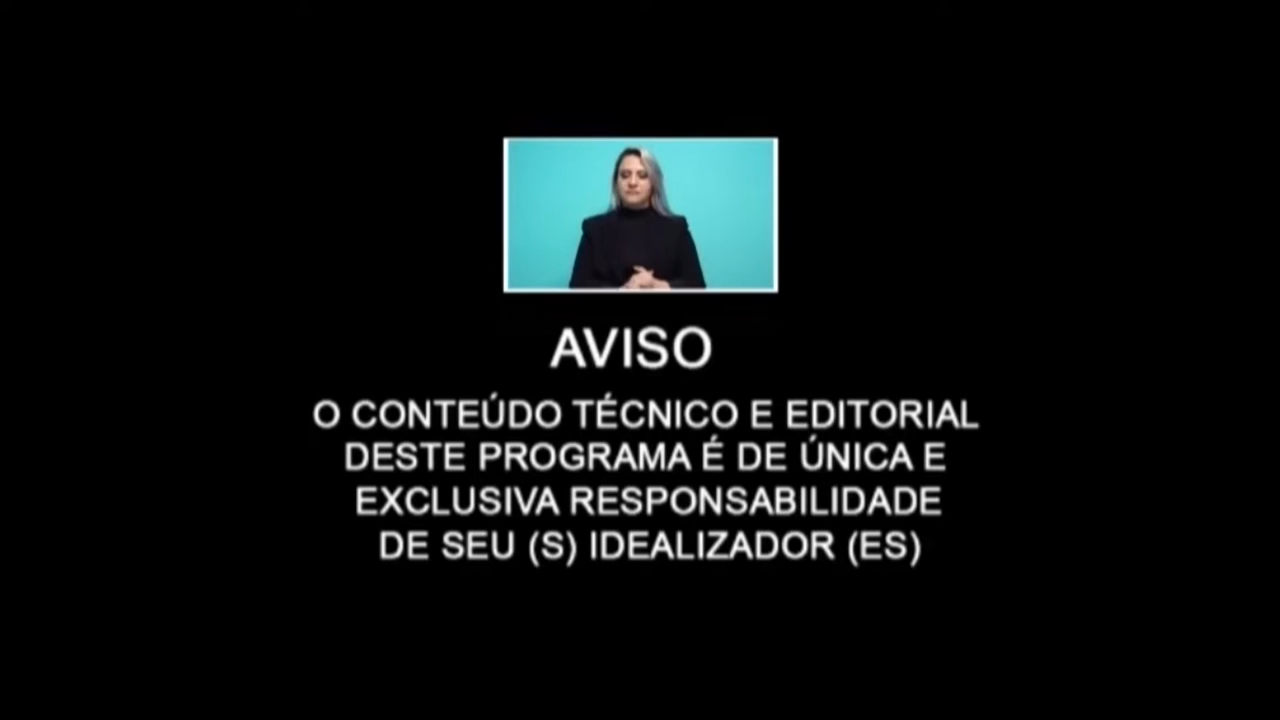 AVISO
O CONTEÚDO TÉCNICO E EDITORIAL
DESTE PROGRAMA É DE ÚNICA E
EXCLUSIVA RESPONSABILIDADE
DE SEU (S) IDEALIZADOR (ES)